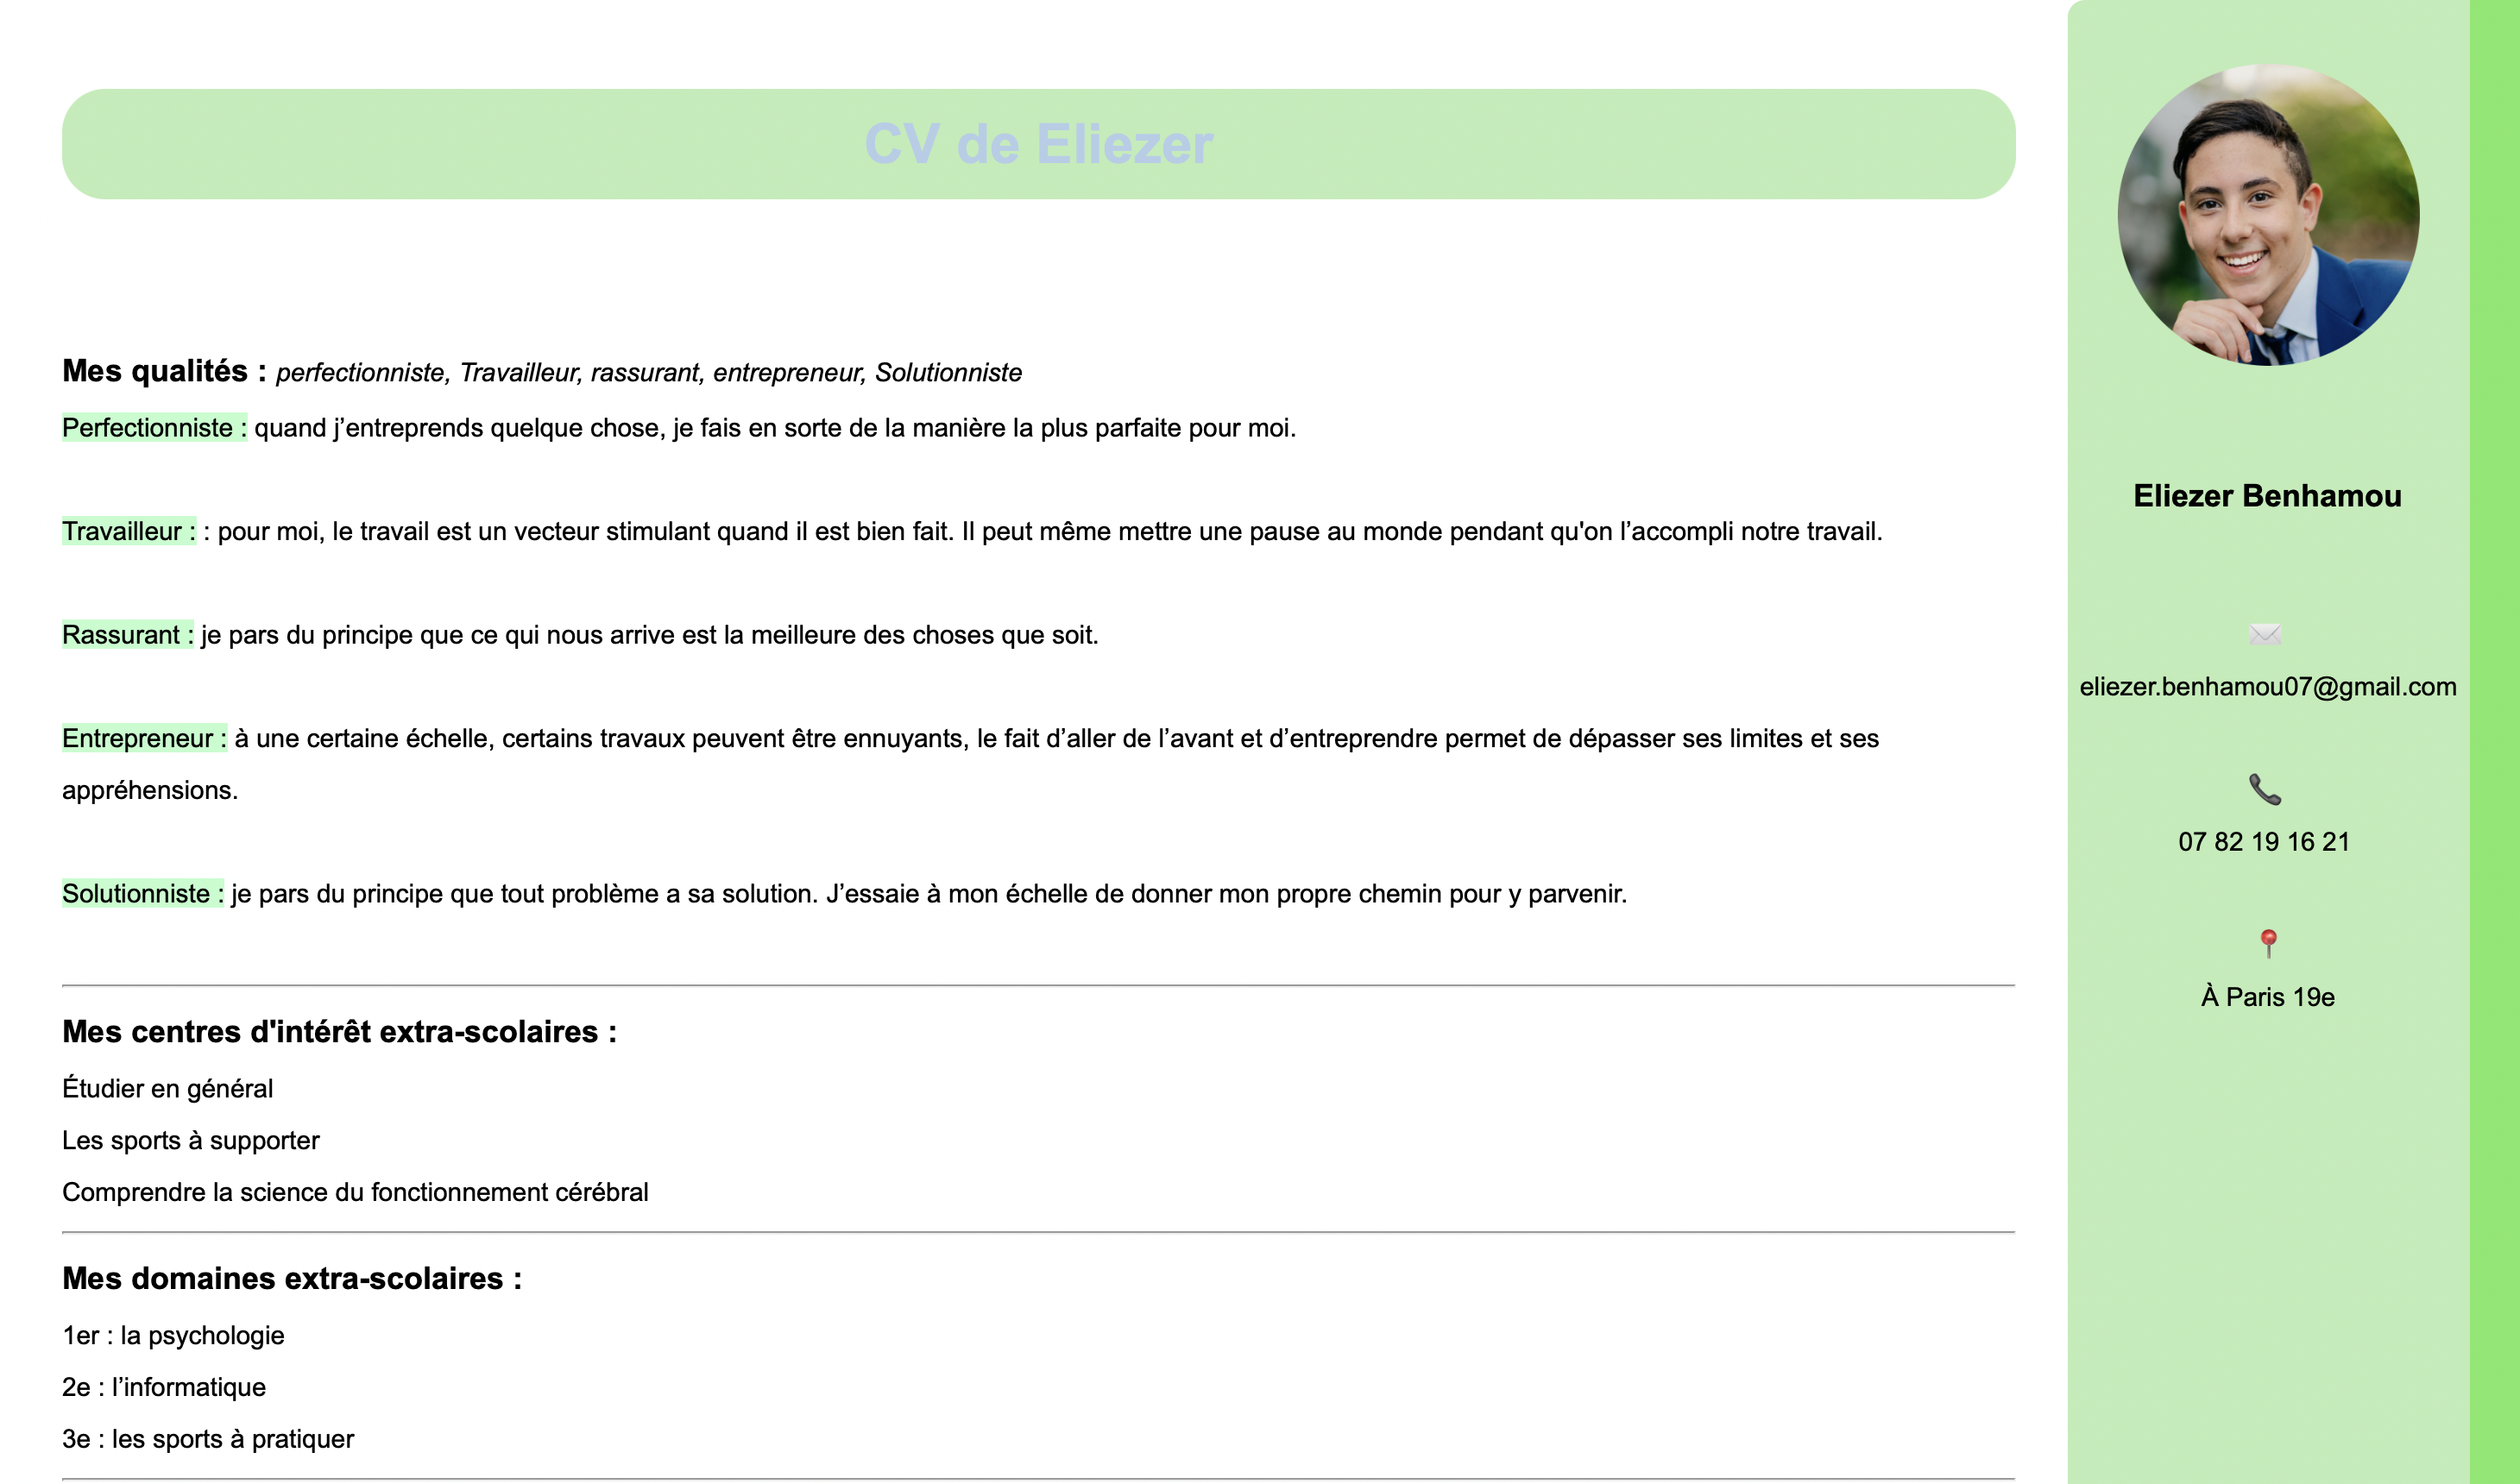 CV de Eliezer
Mes qualités : perfectionniste, Travailleur, rassurant, entrepreneur, Solutionniste
Perfectionniste : quand j’entreprends quelque chose, je fais en sorte de la manière la plus parfaite pour moi.
Travailleur : : pour moi, le travail est un vecteur stimulant quand il est bien fait. Il peut même mettre une pause au monde pendant qu'on l’accompli notre travail.
Rassurant : je pars du principe que ce qui nous arrive est la meilleure des choses que soit.
Entrepreneur : à une certaine échelle, certains travaux peuvent être ennuyants, le fait d’aller de l’avant et d’entreprendre permet de dépasser ses limites et ses
appréhensions.
Solutionniste : je pars du principe que tout problème a sa solution. J’essaie à mon échelle de donner mon propre chemin pour y parvenir.
Mes centres d'intérêt extra-scolaires :
Étudier en général
Les sports à supporter
Comprendre la science du fonctionnement cérébral
Mes domaines extra-scolaires :
1er : la psychologie
2e : l’informatique
3e : les sports à pratiquer
Eliezer Benhamou
eliezer.benhamou07@gmail.com
07 82 19 16 21
À Paris 19e